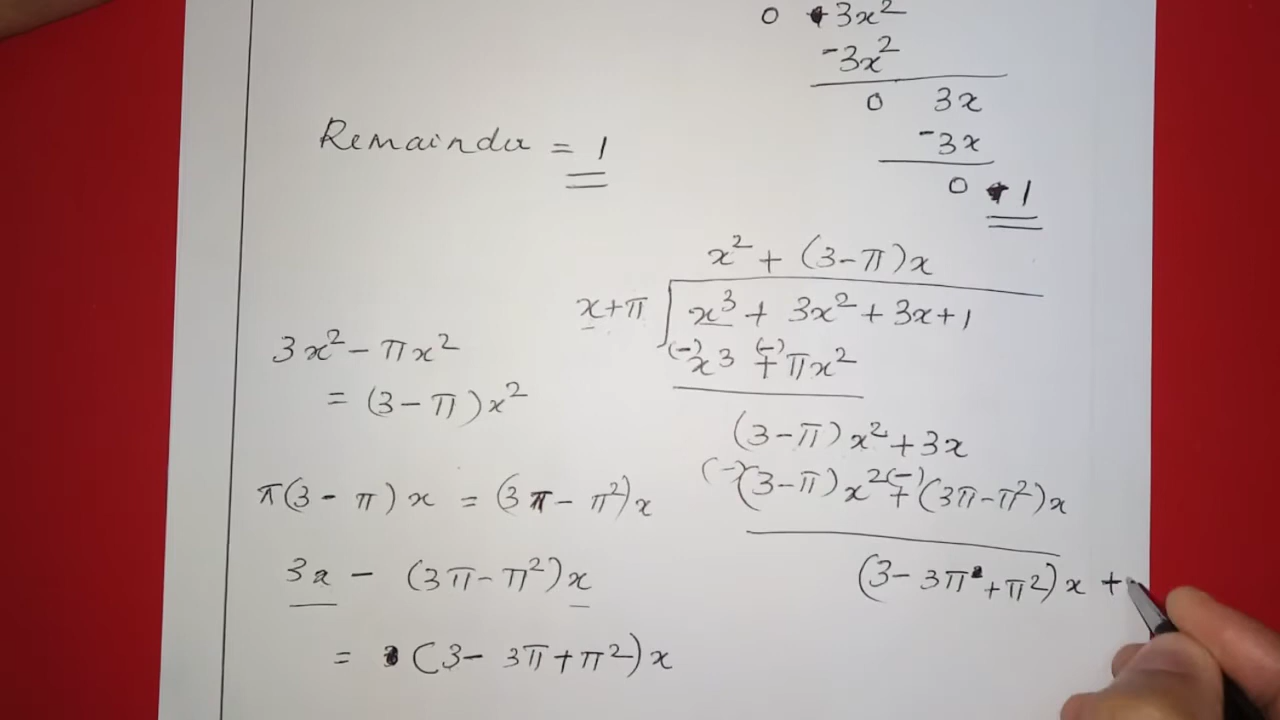 0 +3x²
-3x²
0 3x
-3x
0 +1
Remainder = 1
x² + (3-π)x
x+π x³ + 3x² + 3x+1
(-)x³ (-)+ πx²
3x² - πx²
= (3-π)x²
(3-π)x² + 3x
(-)(3-π)x² (-)+ (3π-π²)x
π(3-π)x = (3π-π²)x
(3-3π+π²)x +
3x - (3π-π²)x
= (3-3π+π²)x